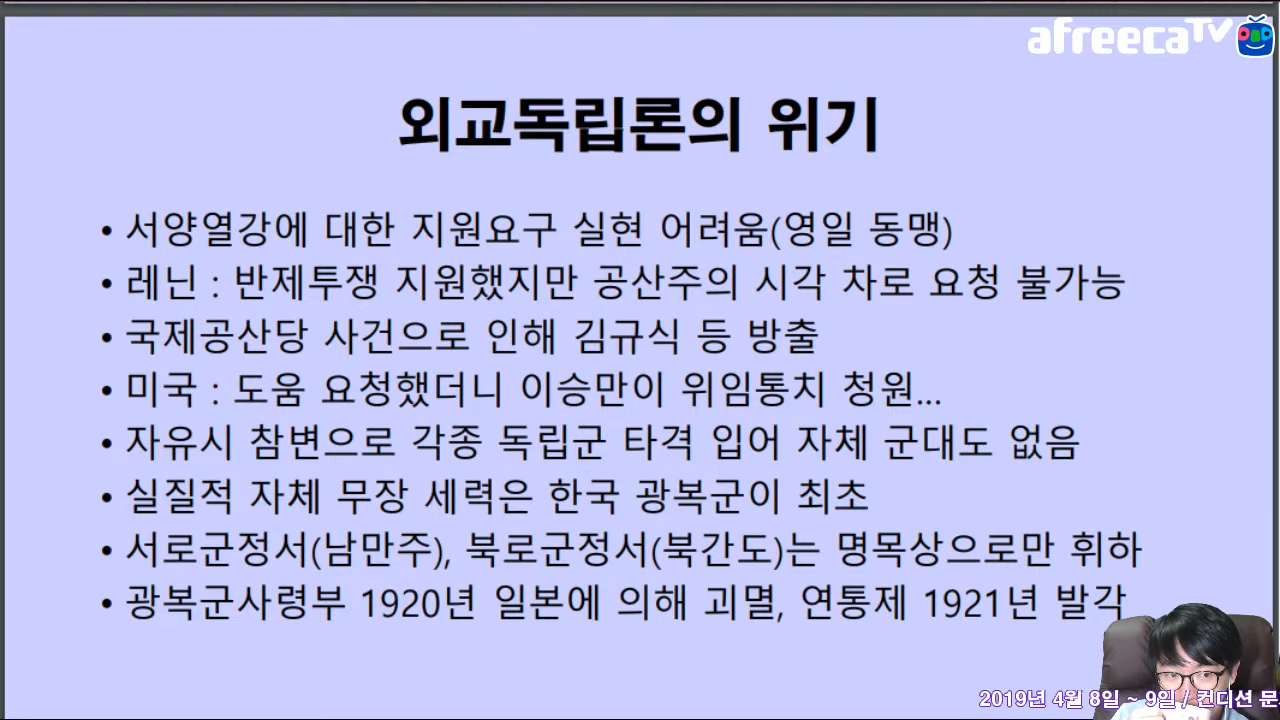 afreecaTV
외교독립론의 위기
• 서양열강에 대한 지원요구 실현 어려움(영일 동맹)
• 레닌 : 반제투쟁 지원했지만 공산주의 시각 차로 요청 불가능
• 국제공산당 사건으로 인해 김규식 등 방출
• 미국 : 도움 요청했더니 이승만이 위임통치 청원...
• 자유시 참변으로 각종 독립군 타격 입어 자체 군대도 없음
• 실질적 자체 무장 세력은 한국 광복군이 최초
• 서로군정서(남만주), 북로군정서(북간도)는 명목상으로만 휘하
• 광복군사령부 1920년 일본에 의해 괴멸, 연통제 1921년 발각
2019년 4월 8일 ~ 9일 / 컨디션 문